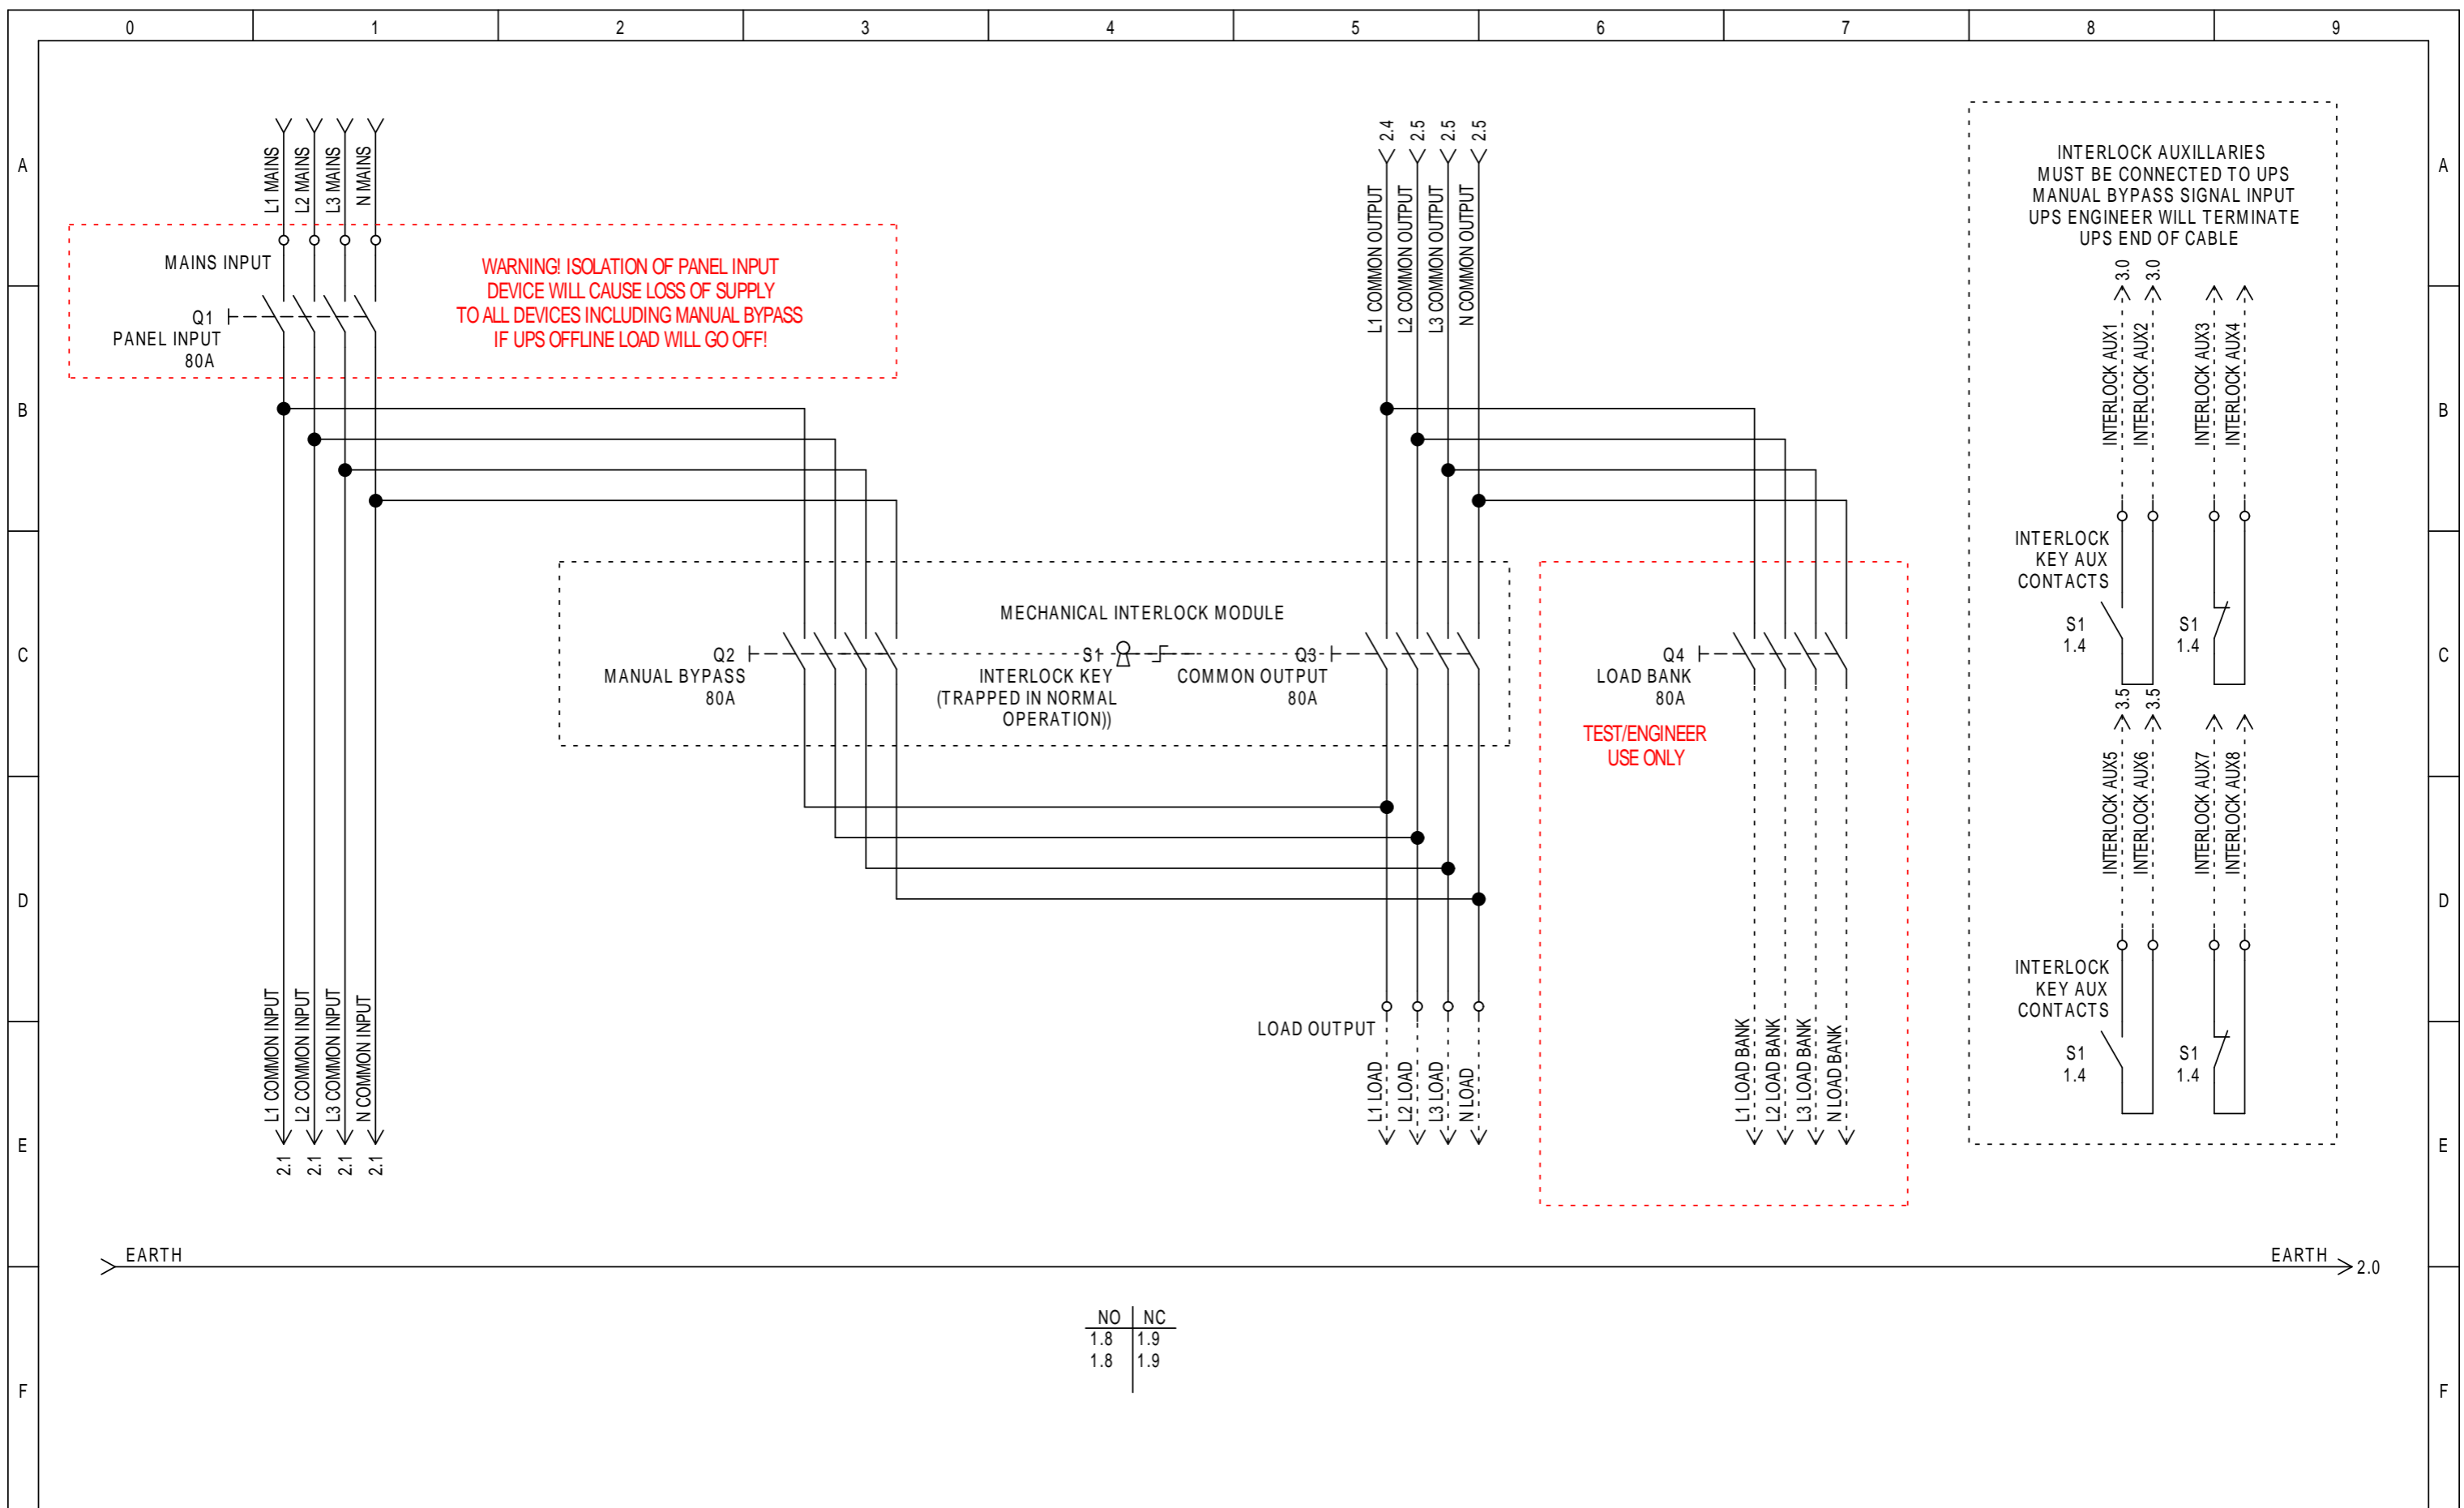 0 1 2 3 4 5 6 7 8 9
A
B
C
D
E
F
A
B
C
D
E
F
L1 MAINS
L2 MAINS
L3 MAINS
N MAINS
MAINS INPUT
Q1
PANEL INPUT
80A
WARNING! ISOLATION OF PANEL INPUT
DEVICE WILL CAUSE LOSS OF SUPPLY
TO ALL DEVICES INCLUDING MANUAL BYPASS
IF UPS OFFLINE LOAD WILL GO OFF!
2.4
2.5
2.5
2.5
L1 COMMON OUTPUT
L2 COMMON OUTPUT
L3 COMMON OUTPUT
N COMMON OUTPUT
MECHANICAL INTERLOCK MODULE
Q2
MANUAL BYPASS
80A
S1
INTERLOCK KEY
(TRAPPED IN NORMAL
OPERATION))
Q3
COMMON OUTPUT
80A
Q4
LOAD BANK
80A
TEST/ENGINEER
USE ONLY
L1 COMMON INPUT
L2 COMMON INPUT
L3 COMMON INPUT
N COMMON INPUT
2.1
2.1
2.1
2.1
LOAD OUTPUT
L1 LOAD
L2 LOAD
L3 LOAD
N LOAD
L1 LOAD BANK
L2 LOAD BANK
L3 LOAD BANK
N LOAD BANK
INTERLOCK AUXILLARIES
MUST BE CONNECTED TO UPS
MANUAL BYPASS SIGNAL INPUT
UPS ENGINEER WILL TERMINATE
UPS END OF CABLE
3.0
3.0
INTERLOCK AUX1
INTERLOCK AUX2
INTERLOCK AUX3
INTERLOCK AUX4
INTERLOCK
KEY AUX
CONTACTS
S1
1.4
S1
1.4
3.5
3.5
INTERLOCK AUX5
INTERLOCK AUX6
INTERLOCK AUX7
INTERLOCK AUX8
INTERLOCK
KEY AUX
CONTACTS
S1
1.4
S1
1.4
EARTH
EARTH
2.0
NO NC
1.8 1.9
1.8 1.9